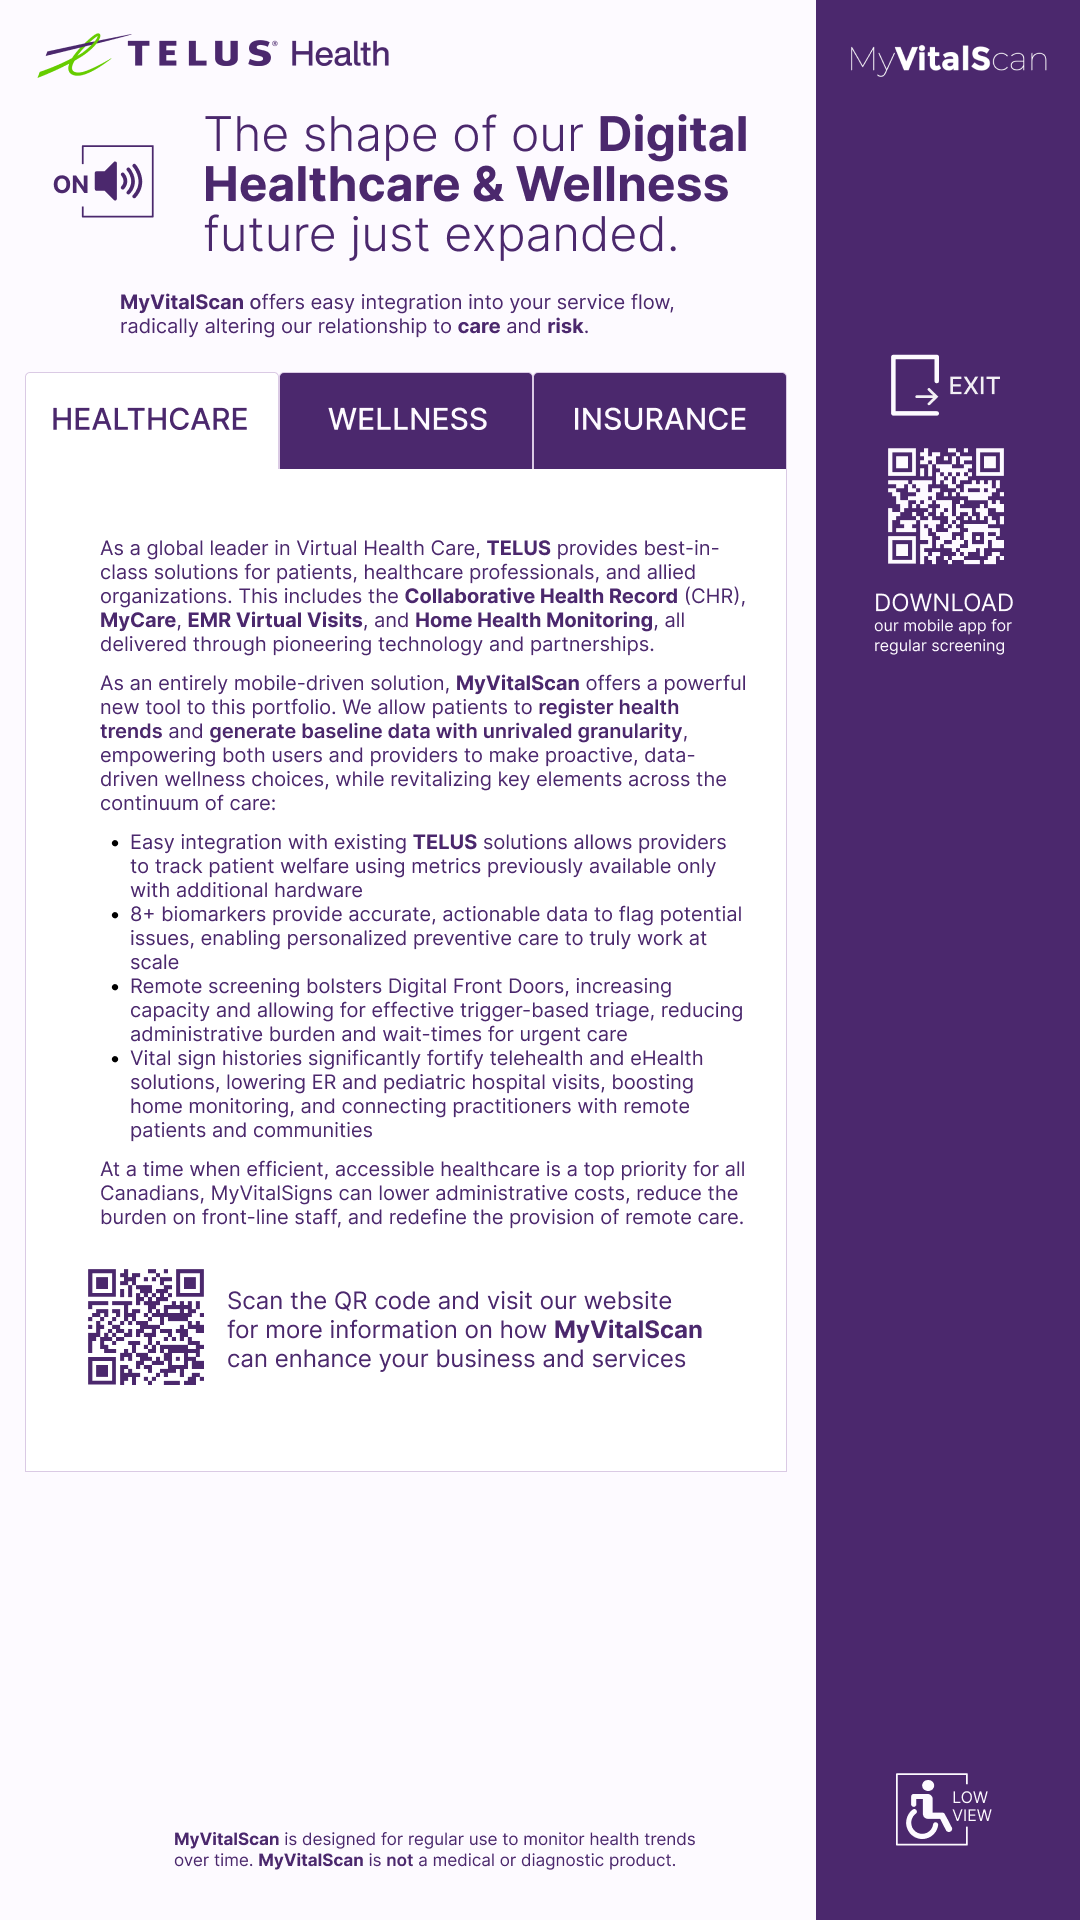 TELUS® Health
MyVitalScan
ON
The shape of our Digital
Healthcare & Wellness
future just expanded.
MyVitalScan offers easy integration into your service flow,
radically altering our relationship to care and risk.
HEALTHCARE
WELLNESS
INSURANCE
As a global leader in Virtual Health Care, TELUS provides best-in-
class solutions for patients, healthcare professionals, and allied
organizations. This includes the Collaborative Health Record (CHR),
MyCare, EMR Virtual Visits, and Home Health Monitoring, all
delivered through pioneering technology and partnerships.
As an entirely mobile-driven solution, MyVitalScan offers a powerful
new tool to this portfolio. We allow patients to register health
trends and generate baseline data with unrivaled granularity,
empowering both users and providers to make proactive, data-
driven wellness choices, while revitalizing key elements across the
continuum of care:
• Easy integration with existing TELUS solutions allows providers
to track patient welfare using metrics previously available only
with additional hardware
• 8+ biomarkers provide accurate, actionable data to flag potential
issues, enabling personalized preventive care to truly work at
scale
• Remote screening bolsters Digital Front Doors, increasing
capacity and allowing for effective trigger-based triage, reducing
administrative burden and wait-times for urgent care
• Vital sign histories significantly fortify telehealth and eHealth
solutions, lowering ER and pediatric hospital visits, boosting
home monitoring, and connecting practitioners with remote
patients and communities
At a time when efficient, accessible healthcare is a top priority for all
Canadians, MyVitalSigns can lower administrative costs, reduce the
burden on front-line staff, and redefine the provision of remote care.
Scan the QR code and visit our website
for more information on how MyVitalScan
can enhance your business and services
MyVitalScan is designed for regular use to monitor health trends
over time. MyVitalScan is not a medical or diagnostic product.
EXIT
DOWNLOAD
our mobile app for
regular screening
LOW
VIEW